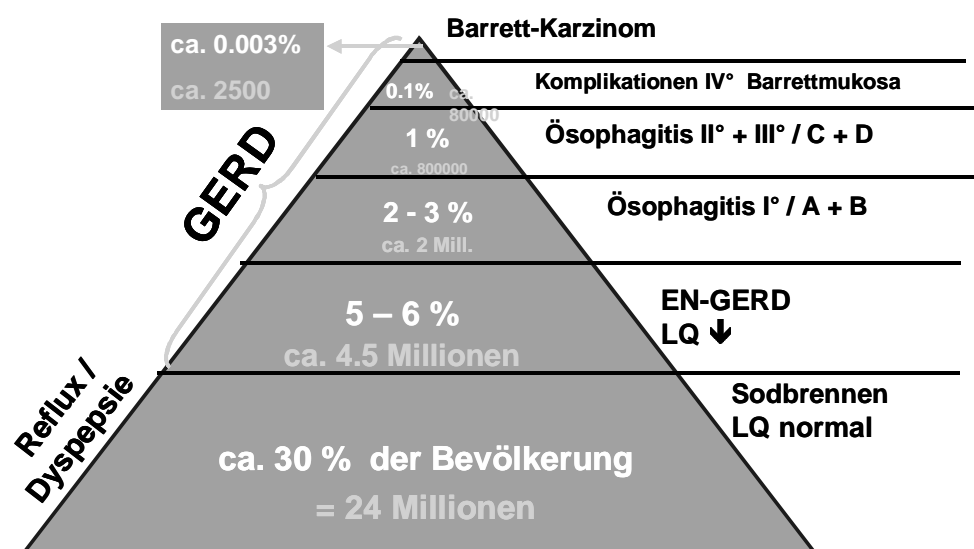 Barrett-Karzinom
ca. 0.003%
ca. 2500
Komplikationen IV° Barrettmukosa
0.1%
ca.
80000
Ösophagitis II° + III° / C + D
1 %
ca. 800000
GERD
Ösophagitis I° / A + B
2 - 3 %
ca. 2 Mill.
EN-GERD
LQ 🡻
5 – 6 %
ca. 4.5 Millionen
Reflux /
Dyspepsie
Sodbrennen
LQ normal
ca. 30 % der Bevölkerung
= 24 Millionen